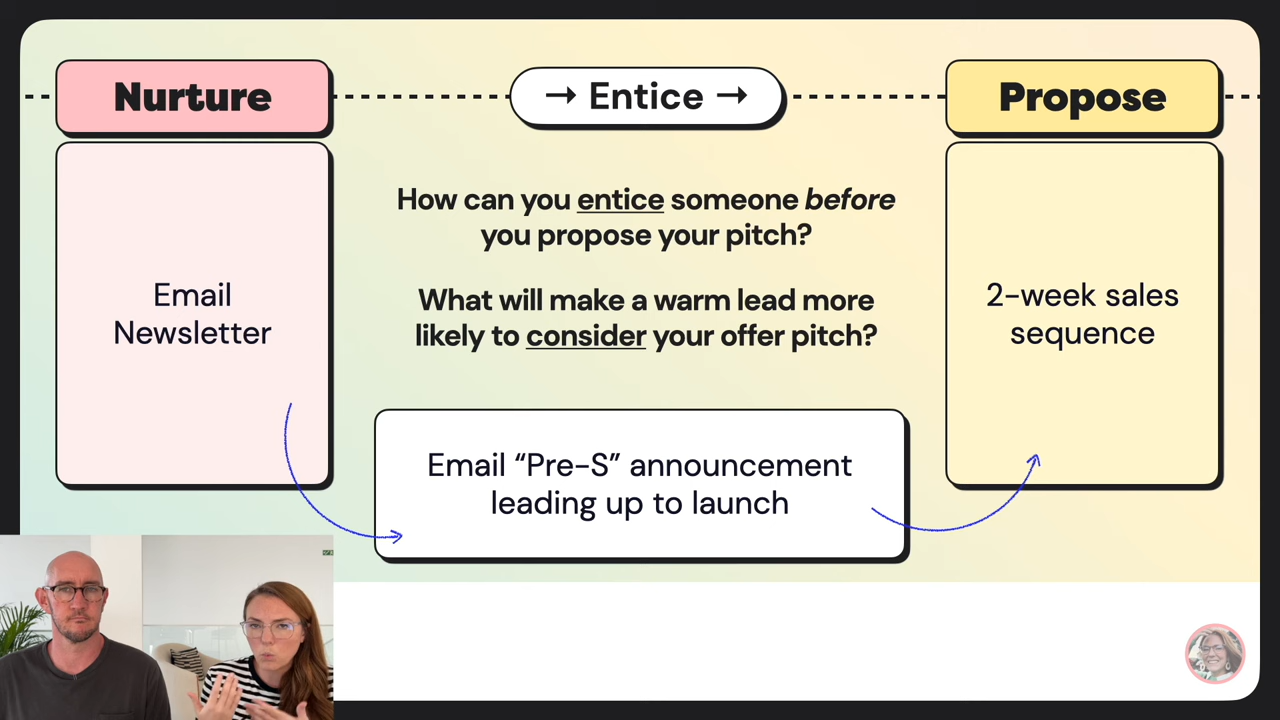 Nurture
→ Entice →
Propose
How can you entice someone before
you propose your pitch?
What will make a warm lead more
likely to consider your offer pitch?
Email
Newsletter
2-week sales
sequence
Email “Pre-S” announcement
leading up to launch